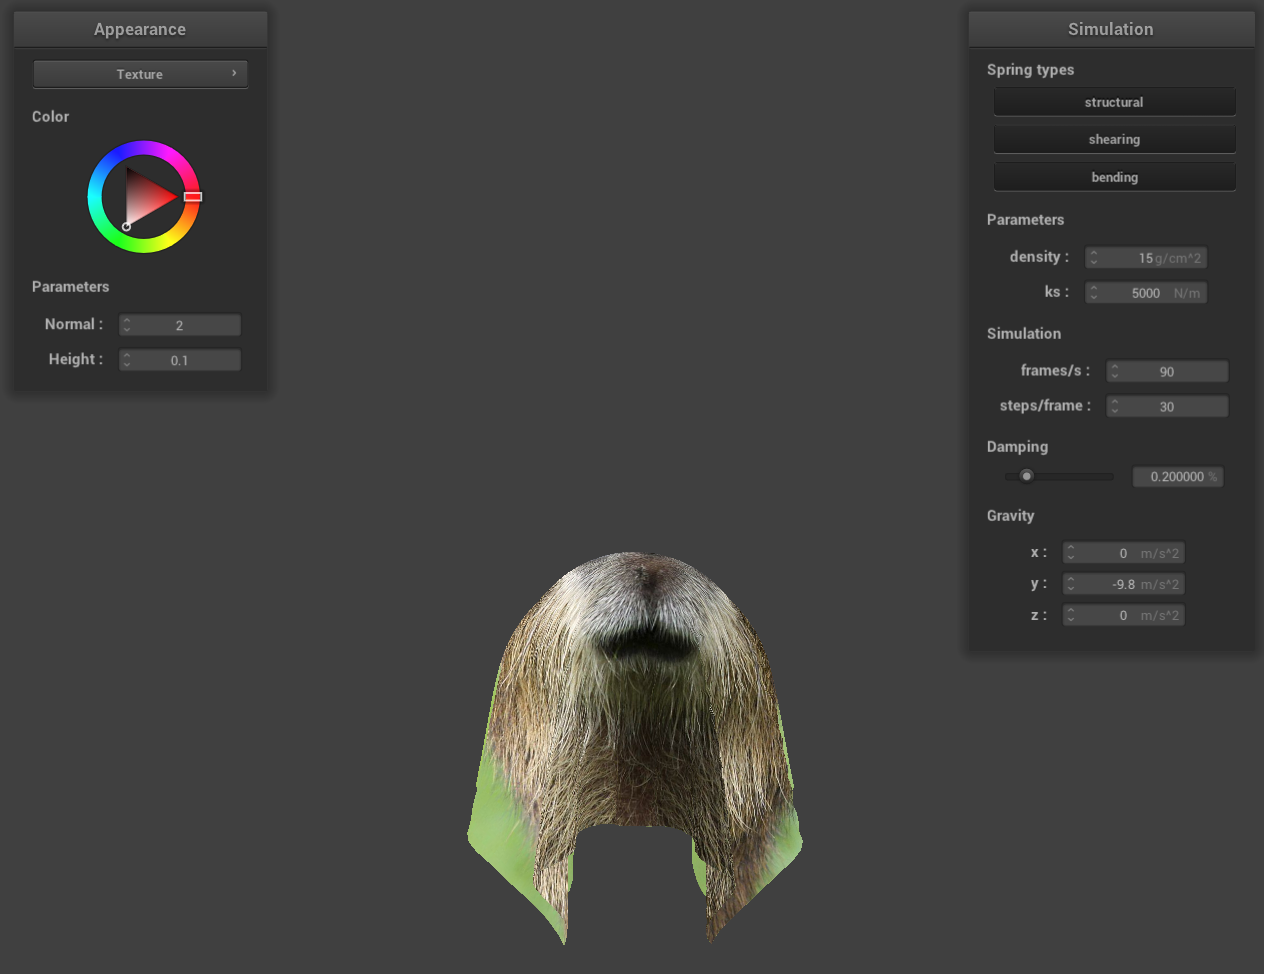 Appearance
Texture
Color
Parameters
Normal : 2
Height : 0.1
Simulation
Spring types
structural
shearing
bending
Parameters
density : 15 g/cm^2
ks : 5000 N/m
Simulation
frames/s : 90
steps/frame : 30
Damping
0.200000 %
Gravity
x : 0 m/s^2
y : -9.8 m/s^2
z : 0 m/s^2